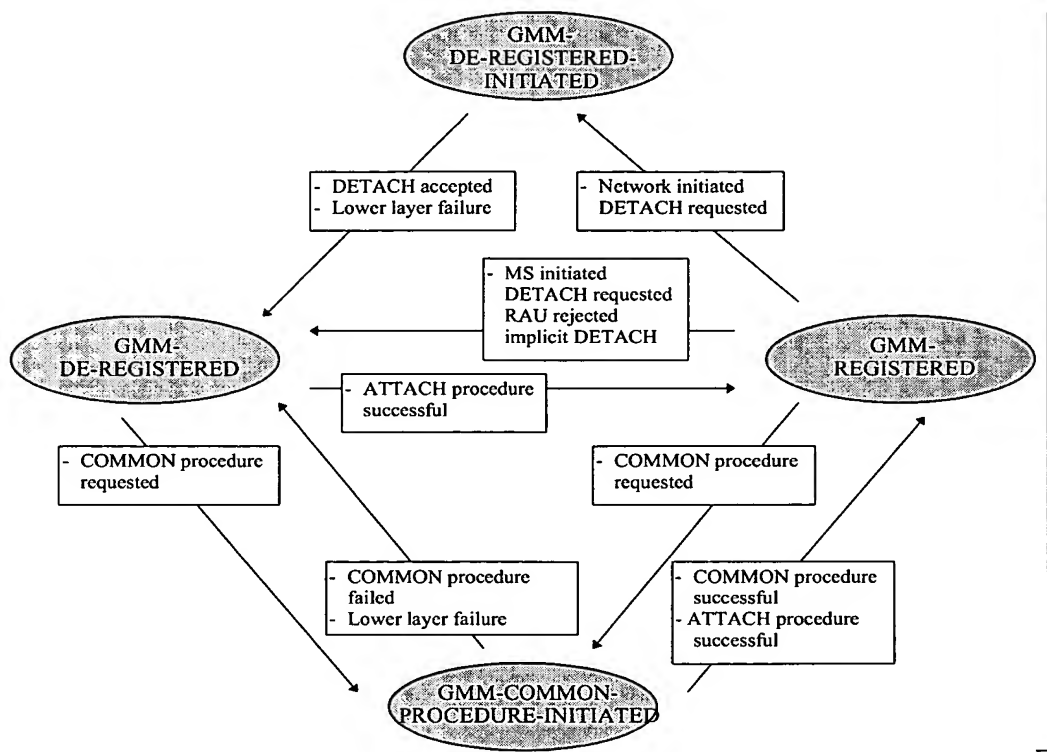 GMM-
DE-REGISTERED-
INITIATED
- DETACH accepted
- Lower layer failure
- Network initiated
DETACH requested
- MS initiated
DETACH requested
RAU rejected
implicit DETACH
GMM-
DE-REGISTERED
GMM-
REGISTERED
- ATTACH procedure
successful
- COMMON procedure
requested
- COMMON procedure
requested
- COMMON procedure
failed
- Lower layer failure
- COMMON procedure
successful
- ATTACH procedure
successful
GMM-COMMON-
PROCEDURE-INITIATED